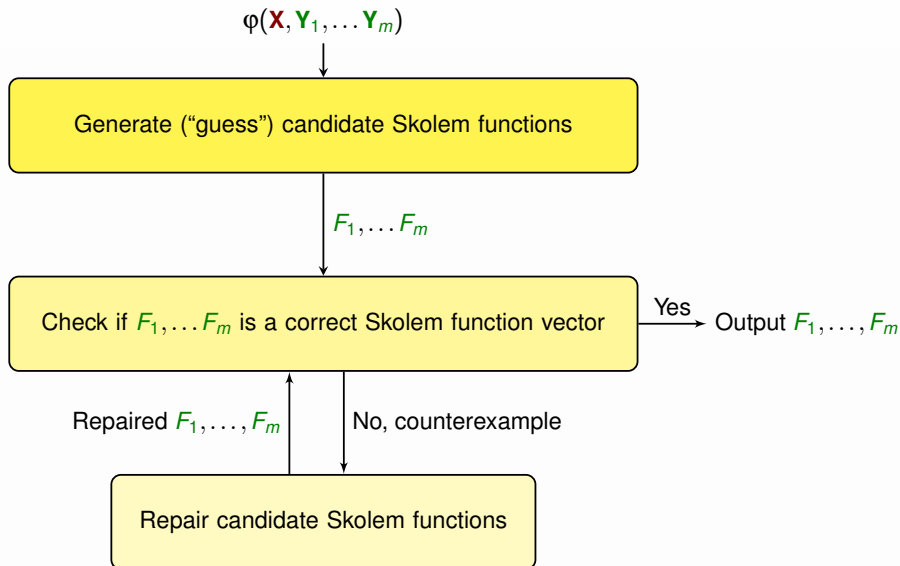 φ(X, Y₁, … Yₘ)
Generate (“guess”) candidate Skolem functions
F₁, … Fₘ
Check if F₁, … Fₘ is a correct Skolem function vector
Yes
Output F₁, …, Fₘ
Repaired F₁, …, Fₘ
No, counterexample
Repair candidate Skolem functions